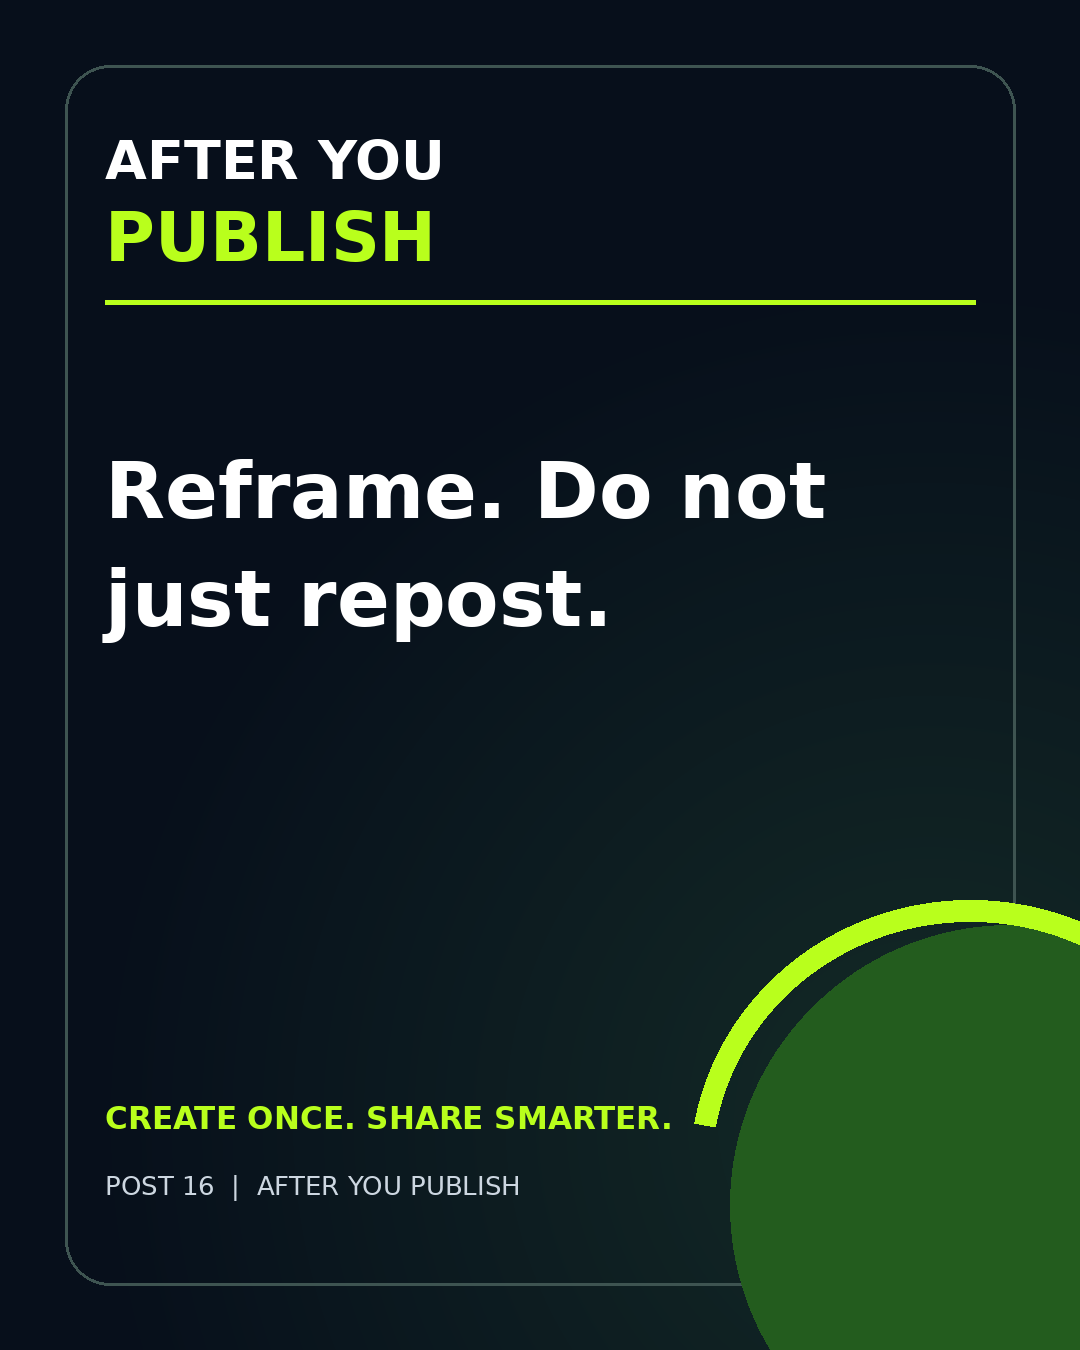 AFTER YOU
PUBLISH
Reframe. Do not
just repost.
CREATE ONCE. SHARE SMARTER.
POST 16 | AFTER YOU PUBLISH